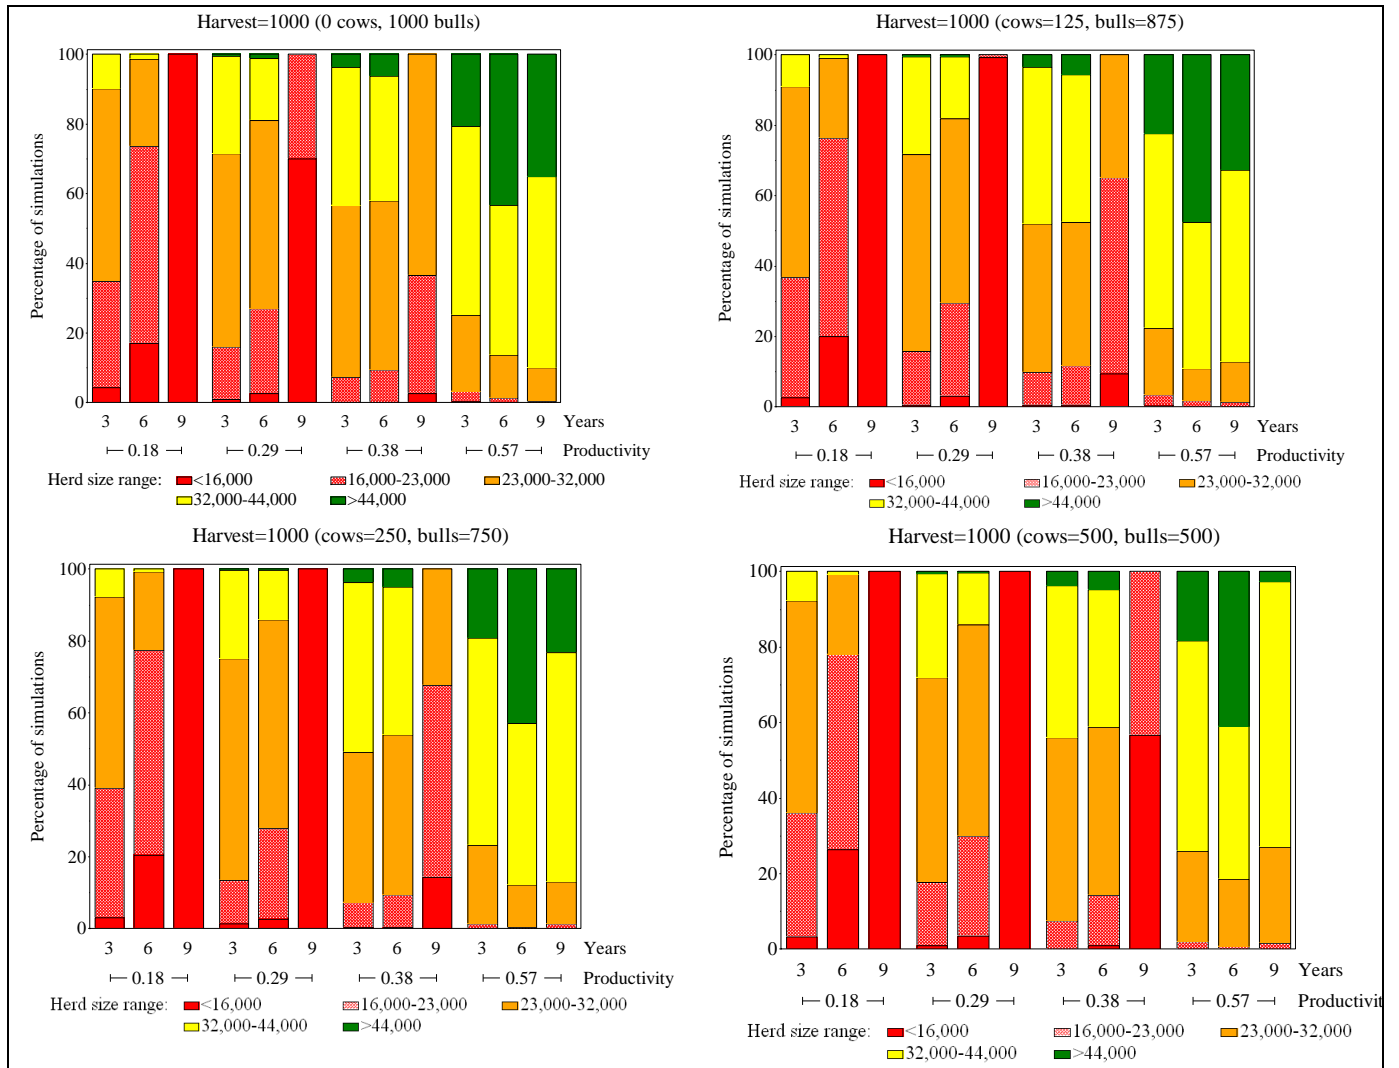 Harvest=1000 (0 cows, 1000 bulls)
Percentage of simulations
100
80
60
40
20
0
3 6 9 3 6 9 3 6 9 3 6 9 Years
0.18 0.29 0.38 0.57 Productivity
Herd size range: <16,000 16,000-23,000 23,000-32,000
32,000-44,000 >44,000
Harvest=1000 (cows=125, bulls=875)
Percentage of simulations
100
80
60
40
20
0
3 6 9 3 6 9 3 6 9 3 6 9 Years
0.18 0.29 0.38 0.57 Productivity
Herd size range: <16,000 16,000-23,000 23,000-32,000
32,000-44,000 >44,000
Harvest=1000 (cows=250, bulls=750)
Percentage of simulations
100
80
60
40
20
0
3 6 9 3 6 9 3 6 9 3 6 9 Years
0.18 0.29 0.38 0.57 Productivity
Herd size range: <16,000 16,000-23,000 23,000-32,000
32,000-44,000 >44,000
Harvest=1000 (cows=500, bulls=500)
Percentage of simulations
100
80
60
40
20
0
3 6 9 3 6 9 3 6 9 3 6 9 Years
0.18 0.29 0.38 0.57 Productivit
Herd size range: <16,000 16,000-23,000 23,000-32,000
32,000-44,000 >44,000